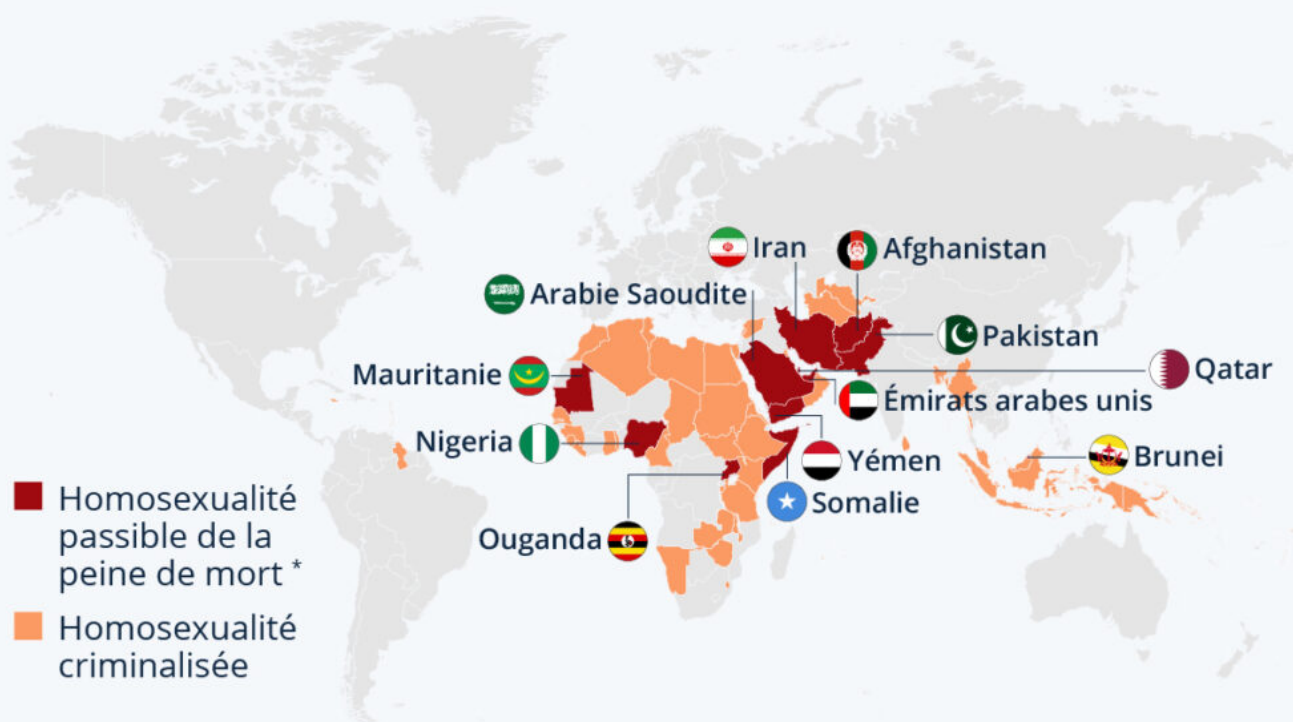 Iran
Afghanistan
Arabie Saoudite
Pakistan
Mauritanie
Qatar
Émirats arabes unis
Nigeria
Yémen
Brunei
Somalie
Ouganda
Homosexualité
passible de la
peine de mort *
Homosexualité
criminalisée